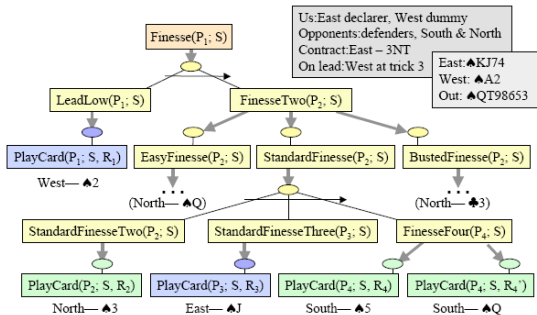 Us:East declarer, West dummy
Opponents:defenders, South & North
Contract:East – 3NT
On lead:West at trick 3
East:♠KJ74
West: ♠A2
Out: ♠QT98653
Finesse(P1; S)
LeadLow(P1; S)
FinesseTwo(P2; S)
PlayCard(P1; S, R1)
EasyFinesse(P2; S)
StandardFinesse(P2; S)
BustedFinesse(P2; S)
West— ♠2
...
(North— ♠Q)
...
(North— ♣3)
StandardFinesseTwo(P2; S)
StandardFinesseThree(P3; S)
FinesseFour(P4; S)
PlayCard(P2; S, R2)
PlayCard(P3; S, R3)
PlayCard(P4; S, R4)
PlayCard(P4; S, R4')
North— ♠3
East— ♠J
South— ♠5
South— ♠Q